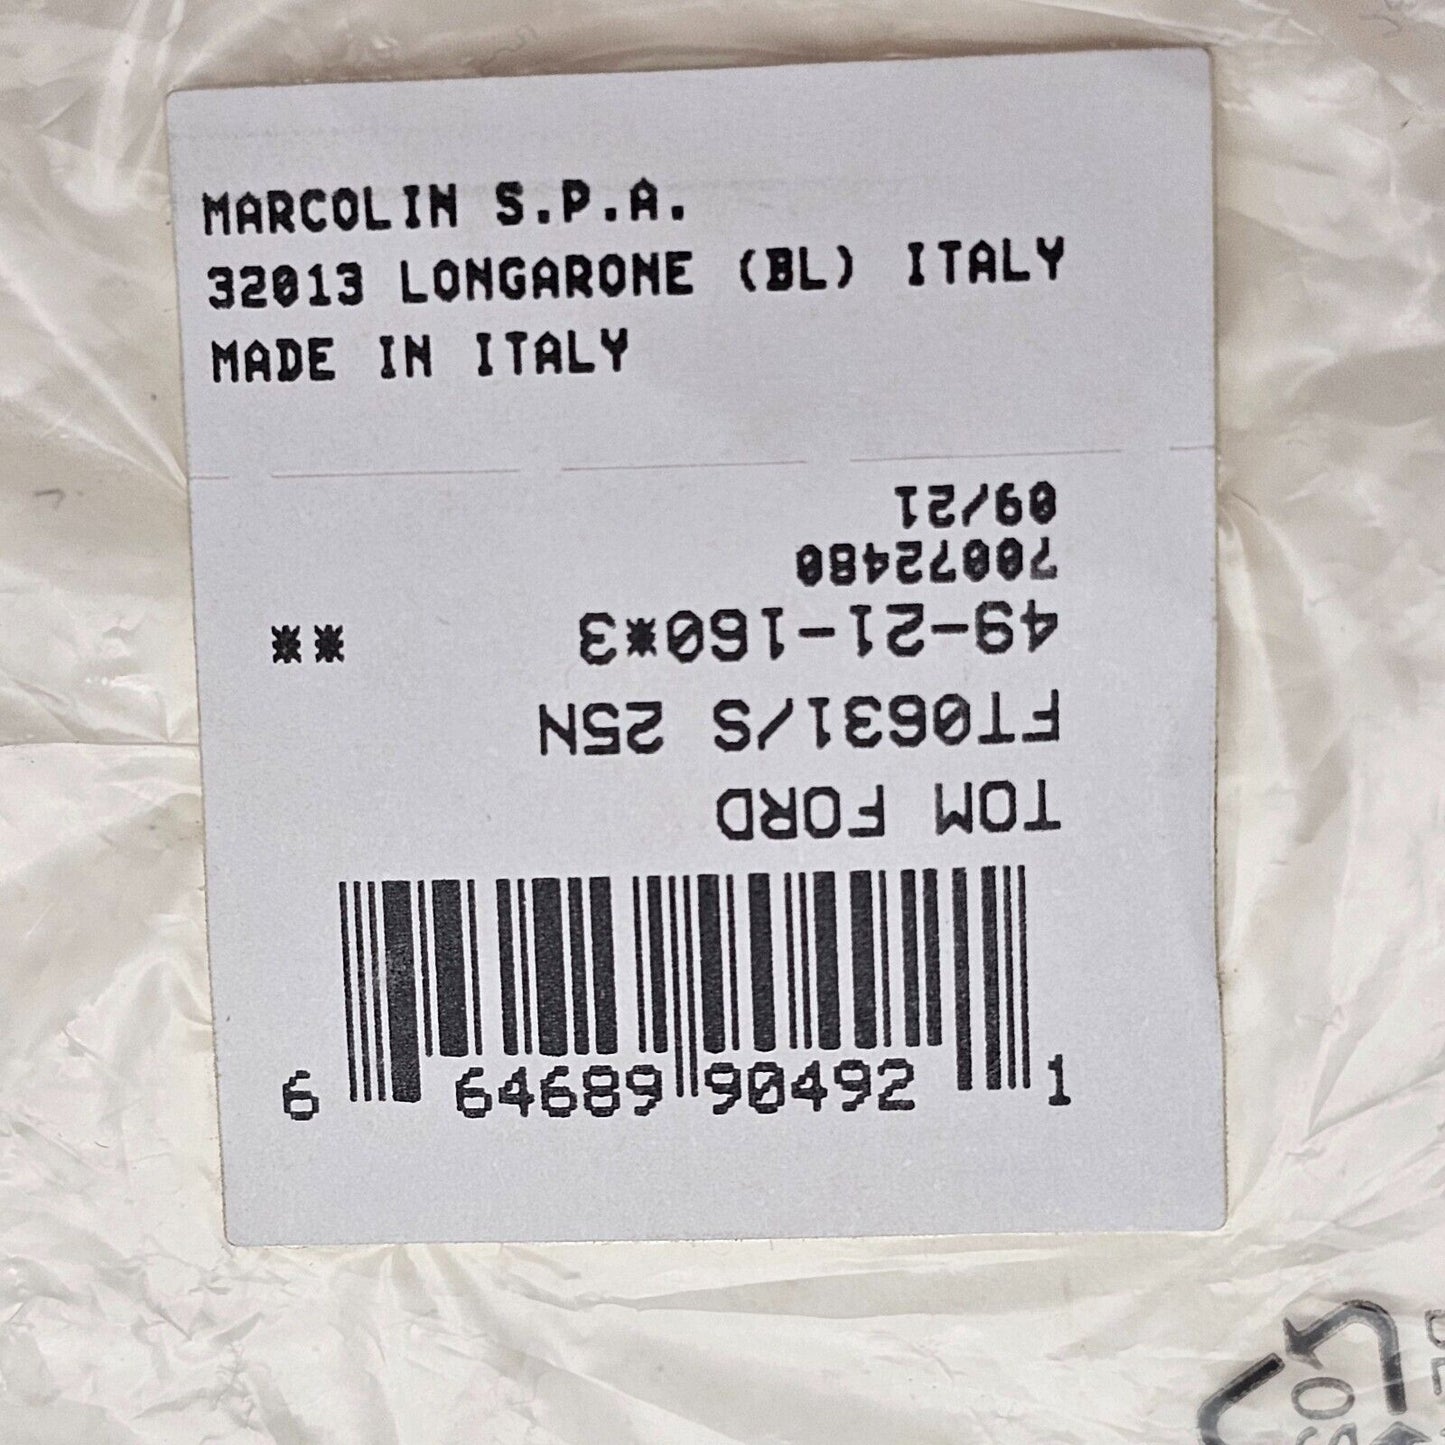 MARCOLIN S.P.A.
32013 LONGARONE (BL) ITALY
MADE IN ITALY
TOM FORD
FT0631/S 25N
49-21-160*3 **
70072480
09/21
6 64689 90492 1